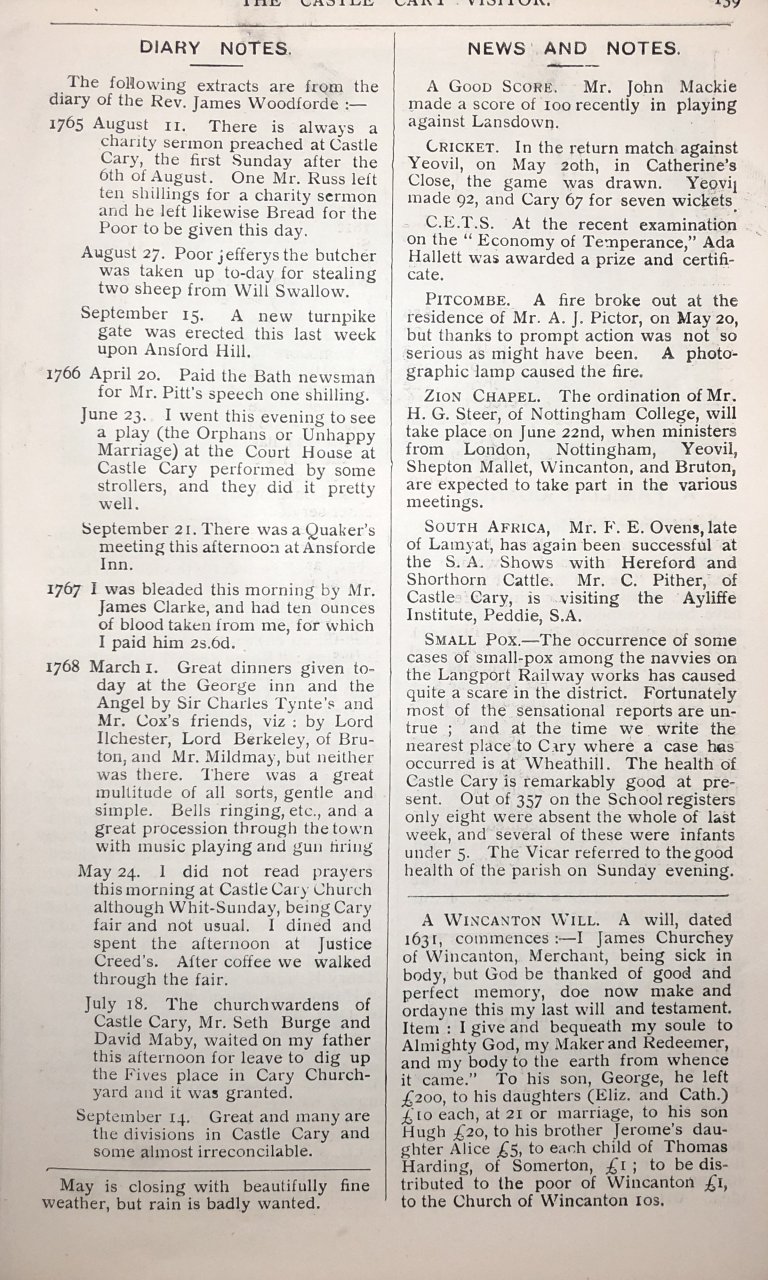 THE CASTLE CARY VISITOR.
159
DIARY NOTES.
The following extracts are from the
diary of the Rev. James Woodforde :—
1765 August 11. There is always a
charity sermon preached at Castle
Cary, the first Sunday after the
6th of August. One Mr. Russ left
ten shillings for a charity sermon
and he left likewise Bread for the
Poor to be given this day.
August 27. Poor jefferys the butcher
was taken up to-day for stealing
two sheep from Will Swallow.
September 15. A new turnpike
gate was erected this last week
upon Ansford Hill.
1766 April 20. Paid the Bath newsman
for Mr. Pitt's speech one shilling.
June 23. I went this evening to see
a play (the Orphans or Unhappy
Marriage) at the Court House at
Castle Cary performed by some
strollers, and they did it pretty
well.
September 21. There was a Quaker's
meeting this afternoon at Ansforde
Inn.
1767 I was bleaded this morning by Mr.
James Clarke, and had ten ounces
of blood taken from me, for which
I paid him 2s.6d.
1768 March 1. Great dinners given to-
day at the George inn and the
Angel by Sir Charles Tynte's and
Mr. Cox's friends, viz : by Lord
Ilchester, Lord Berkeley, of Bru-
ton, and Mr. Mildmay, but neither
was there. There was a great
multitude of all sorts, gentle and
simple. Bells ringing, etc., and a
great procession through the town
with music playing and gun firing
May 24. I did not read prayers
this morning at Castle Cary Church
although Whit-Sunday, being Cary
fair and not usual. I dined and
spent the afternoon at Justice
Creed's. After coffee we walked
through the fair.
July 18. The churchwardens of
Castle Cary, Mr. Seth Burge and
David Maby, waited on my father
this afternoon for leave to dig up
the Fives place in Cary Church-
yard and it was granted.
September 14. Great and many are
the divisions in Castle Cary and
some almost irreconcilable.
May is closing with beautifully fine
weather, but rain is badly wanted.
NEWS AND NOTES.
A GOOD SCORE. Mr. John Mackie
made a score of 100 recently in playing
against Lansdown.
CRICKET. In the return match against
Yeovil, on May 20th, in Catherine's
Close, the game was drawn. Yeovil
made 92, and Cary 67 for seven wickets.
C.E.T.S. At the recent examination
on the "Economy of Temperance," Ada
Hallett was awarded a prize and certifi-
cate.
PITCOMBE. A fire broke out at the
residence of Mr. A. J. Pictor, on May 20,
but thanks to prompt action was not so
serious as might have been. A photo-
graphic lamp caused the fire.
ZION CHAPEL. The ordination of Mr.
H. G. Steer, of Nottingham College, will
take place on June 22nd, when ministers
from London, Nottingham, Yeovil,
Shepton Mallet, Wincanton, and Bruton,
are expected to take part in the various
meetings.
SOUTH AFRICA, Mr. F. E. Ovens, late
of Lamyat, has again been successful at
the S. A. Shows with Hereford and
Shorthorn Cattle. Mr. C. Pither, of
Castle Cary, is visiting the Ayliffe
Institute, Peddie, S.A.
SMALL POX.—The occurrence of some
cases of small-pox among the navvies on
the Langport Railway works has caused
quite a scare in the district. Fortunately
most of the sensational reports are un-
true ; and at the time we write the
nearest place to Cary where a case has
occurred is at Wheathill. The health of
Castle Cary is remarkably good at pre-
sent. Out of 357 on the School registers
only eight were absent the whole of last
week, and several of these were infants
under 5. The Vicar referred to the good
health of the parish on Sunday evening.
A WINCANTON WILL. A will, dated
1631, commences :—I James Churchey
of Wincanton, Merchant, being sick in
body, but God be thanked of good and
perfect memory, doe now make and
ordayne this my last will and testament.
Item : I give and bequeath my soule to
Almighty God, my Maker and Redeemer,
and my body to the earth from whence
it came." To his son, George, he left
£200, to his daughters (Eliz. and Cath.)
£10 each, at 21 or marriage, to his son
Hugh £20, to his brother Jerome's dau-
ghter Alice £5, to each child of Thomas
Harding, of Somerton, £1 ; to be dis-
tributed to the poor of Wincanton £1,
to the Church of Wincanton 10s.